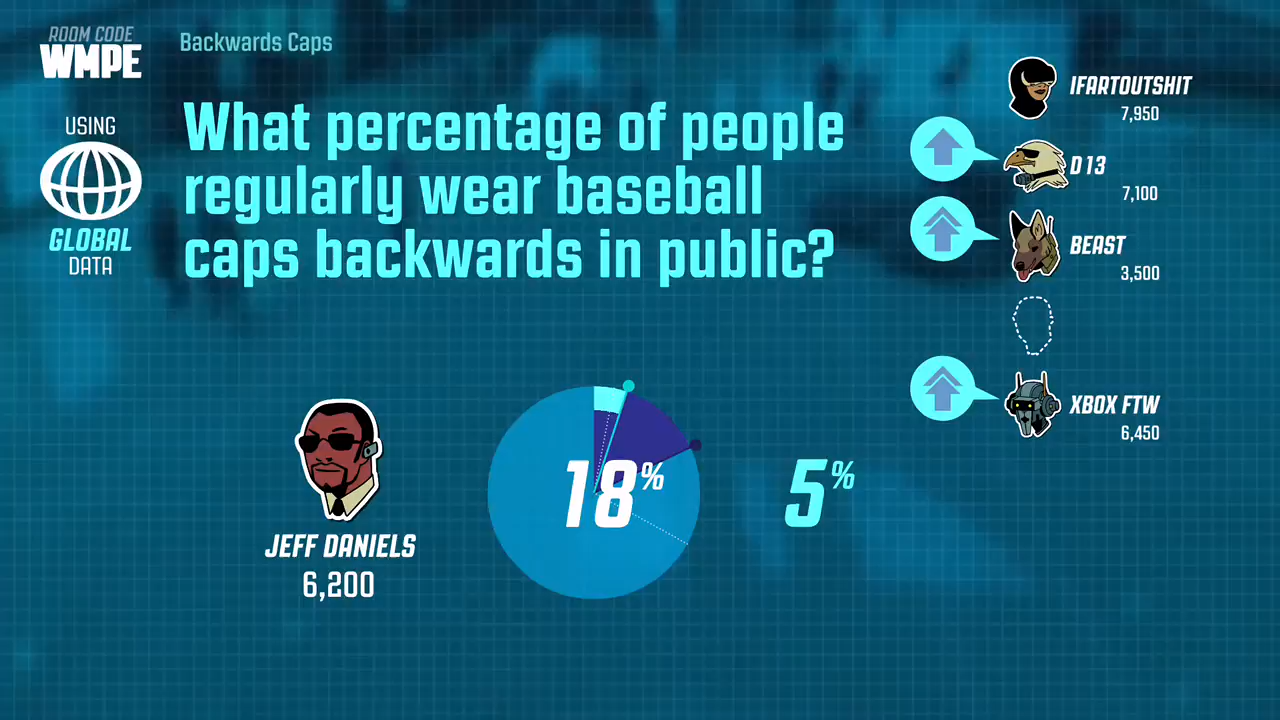 ROOM CODE
WMPE
Backwards Caps
USING
GLOBAL
DATA
What percentage of people
regularly wear baseball
caps backwards in public?
IFARTOUTSHIT
7,950
D13
7,100
BEAST
3,500
XBOX FTW
6,450
JEFF DANIELS
6,200
18%
5%